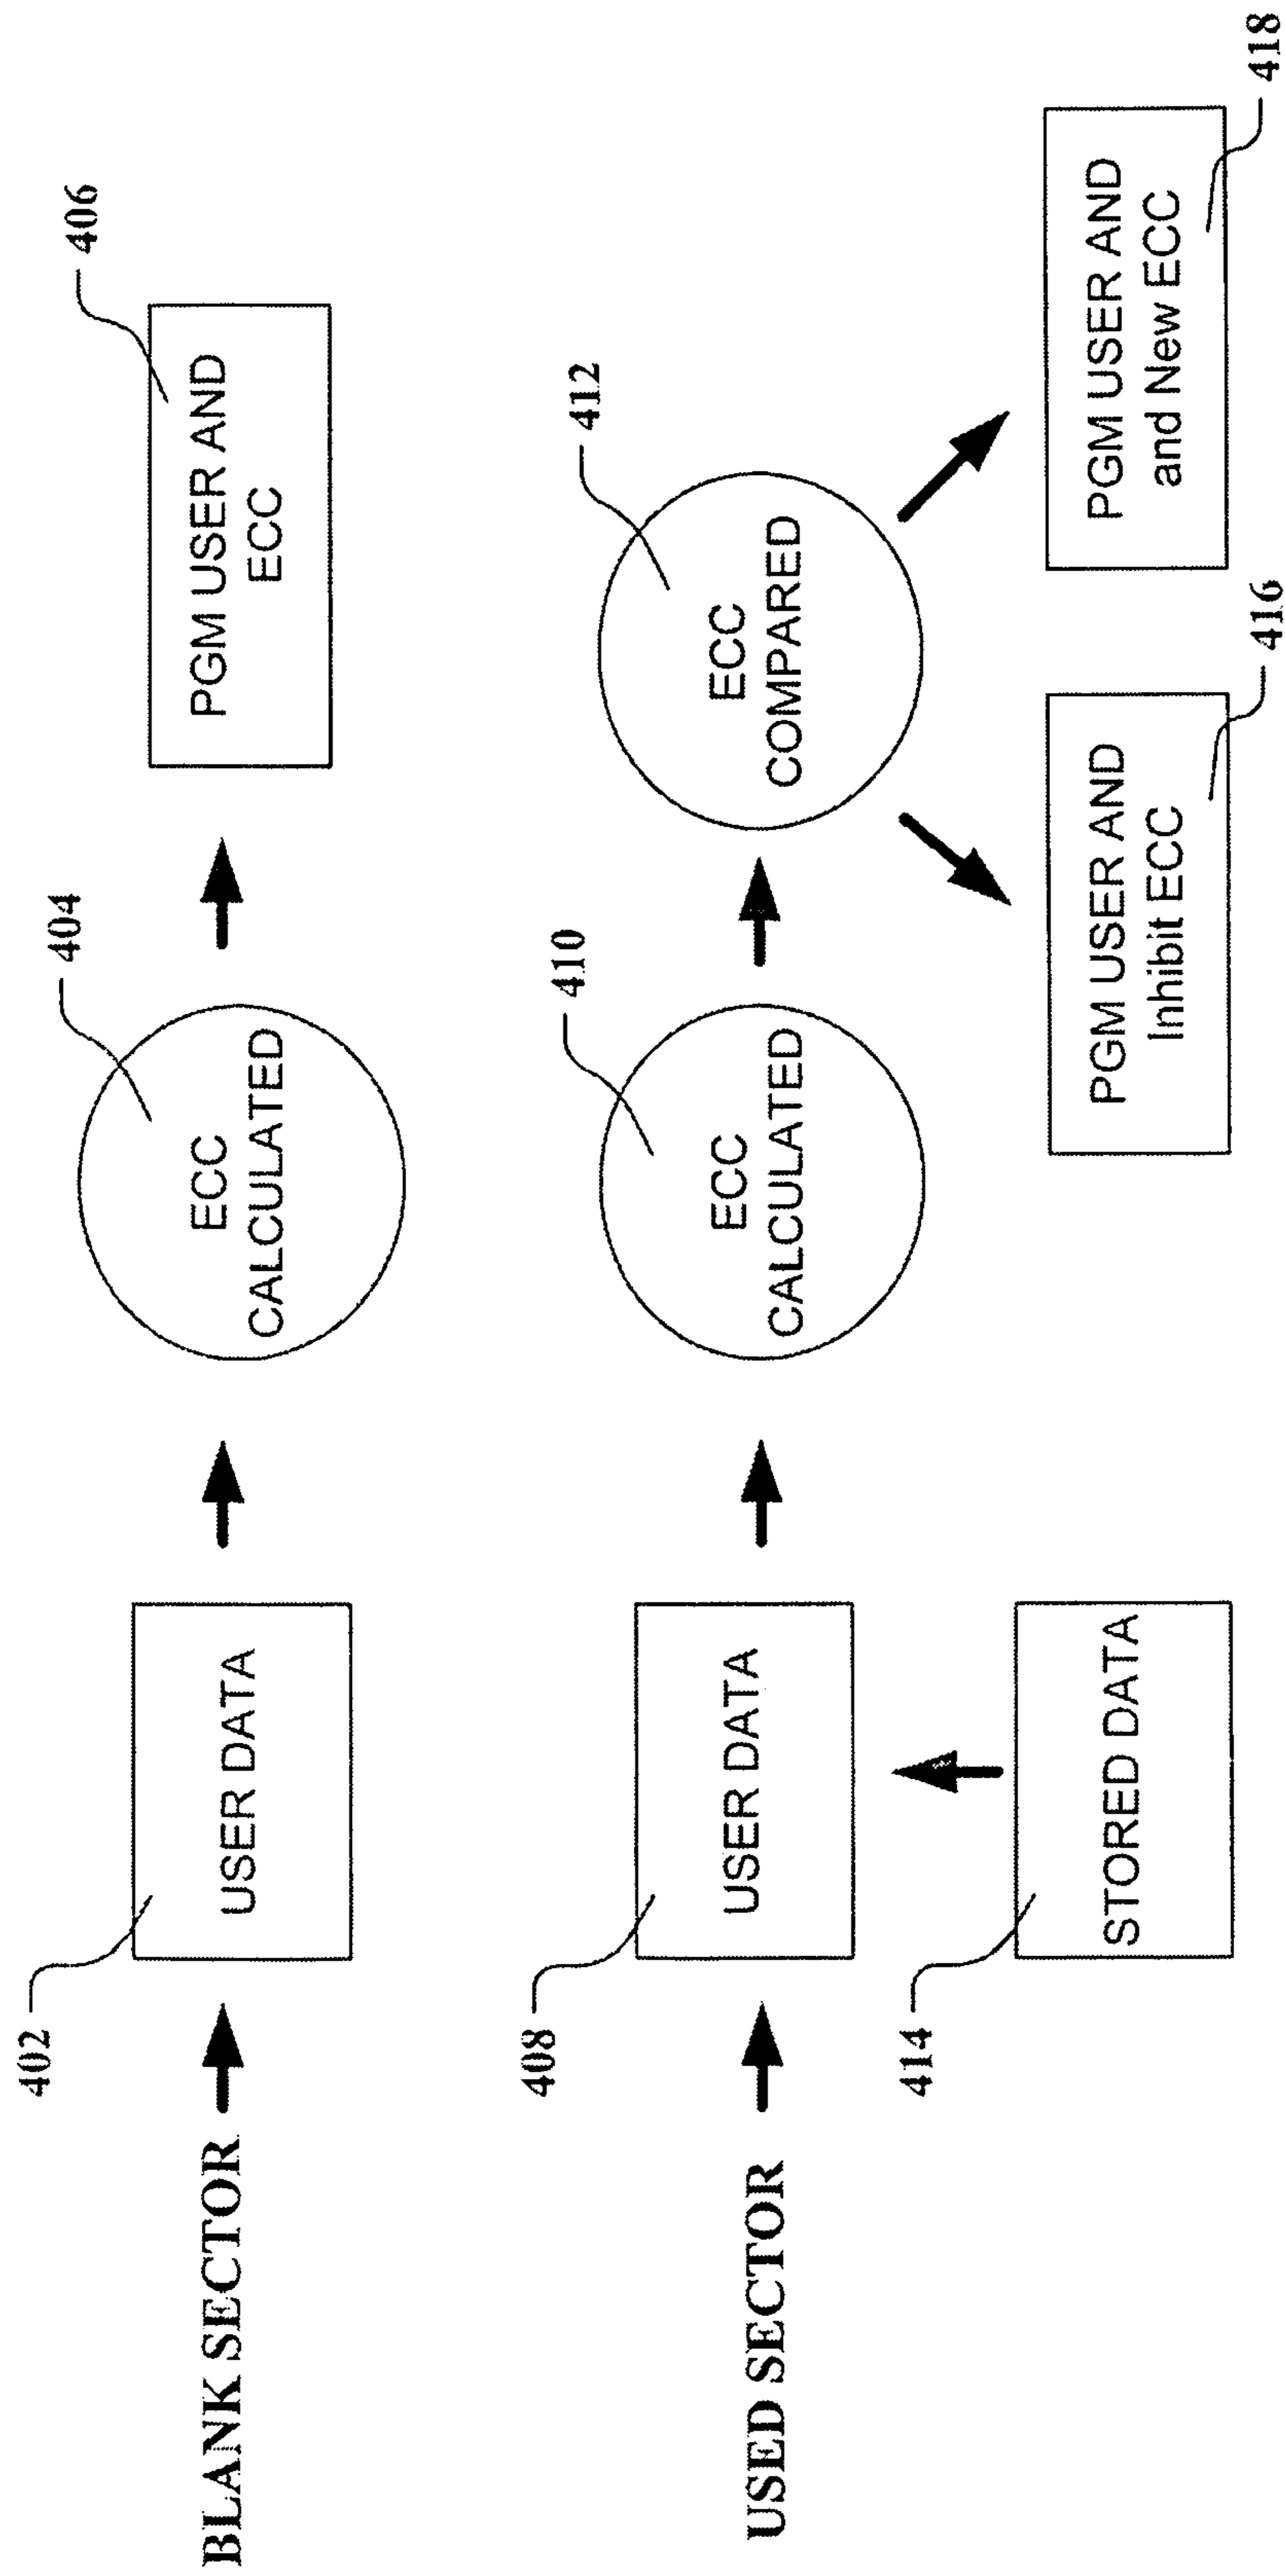 BLANK SECTOR
402
USER DATA
404
ECC
CALCULATED
406
PGM USER AND
ECC
USED SECTOR
408
USER DATA
410
ECC
CALCULATED
412
ECC
COMPARED
414
STORED DATA
PGM USER AND
Inhibit ECC
416
PGM USER AND
and New ECC
418